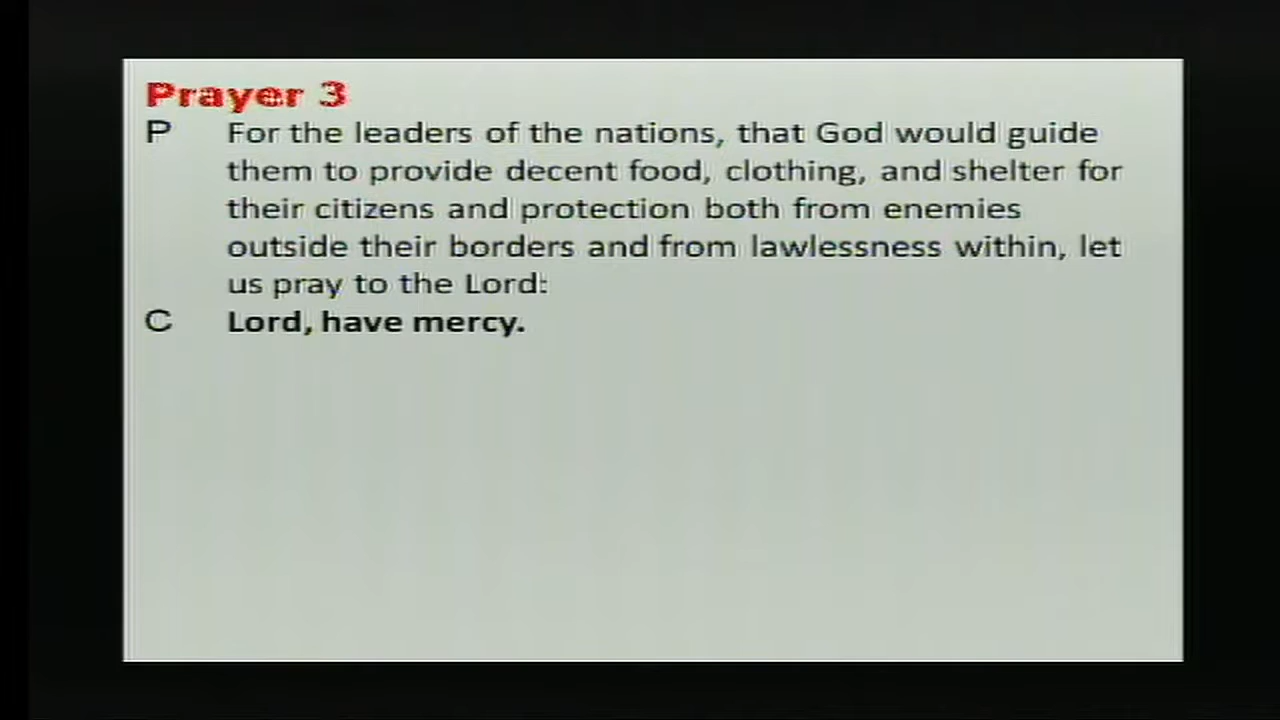 Prayer 3
P For the leaders of the nations, that God would guide
them to provide decent food, clothing, and shelter for
their citizens and protection both from enemies
outside their borders and from lawlessness within, let
us pray to the Lord:
C Lord, have mercy.